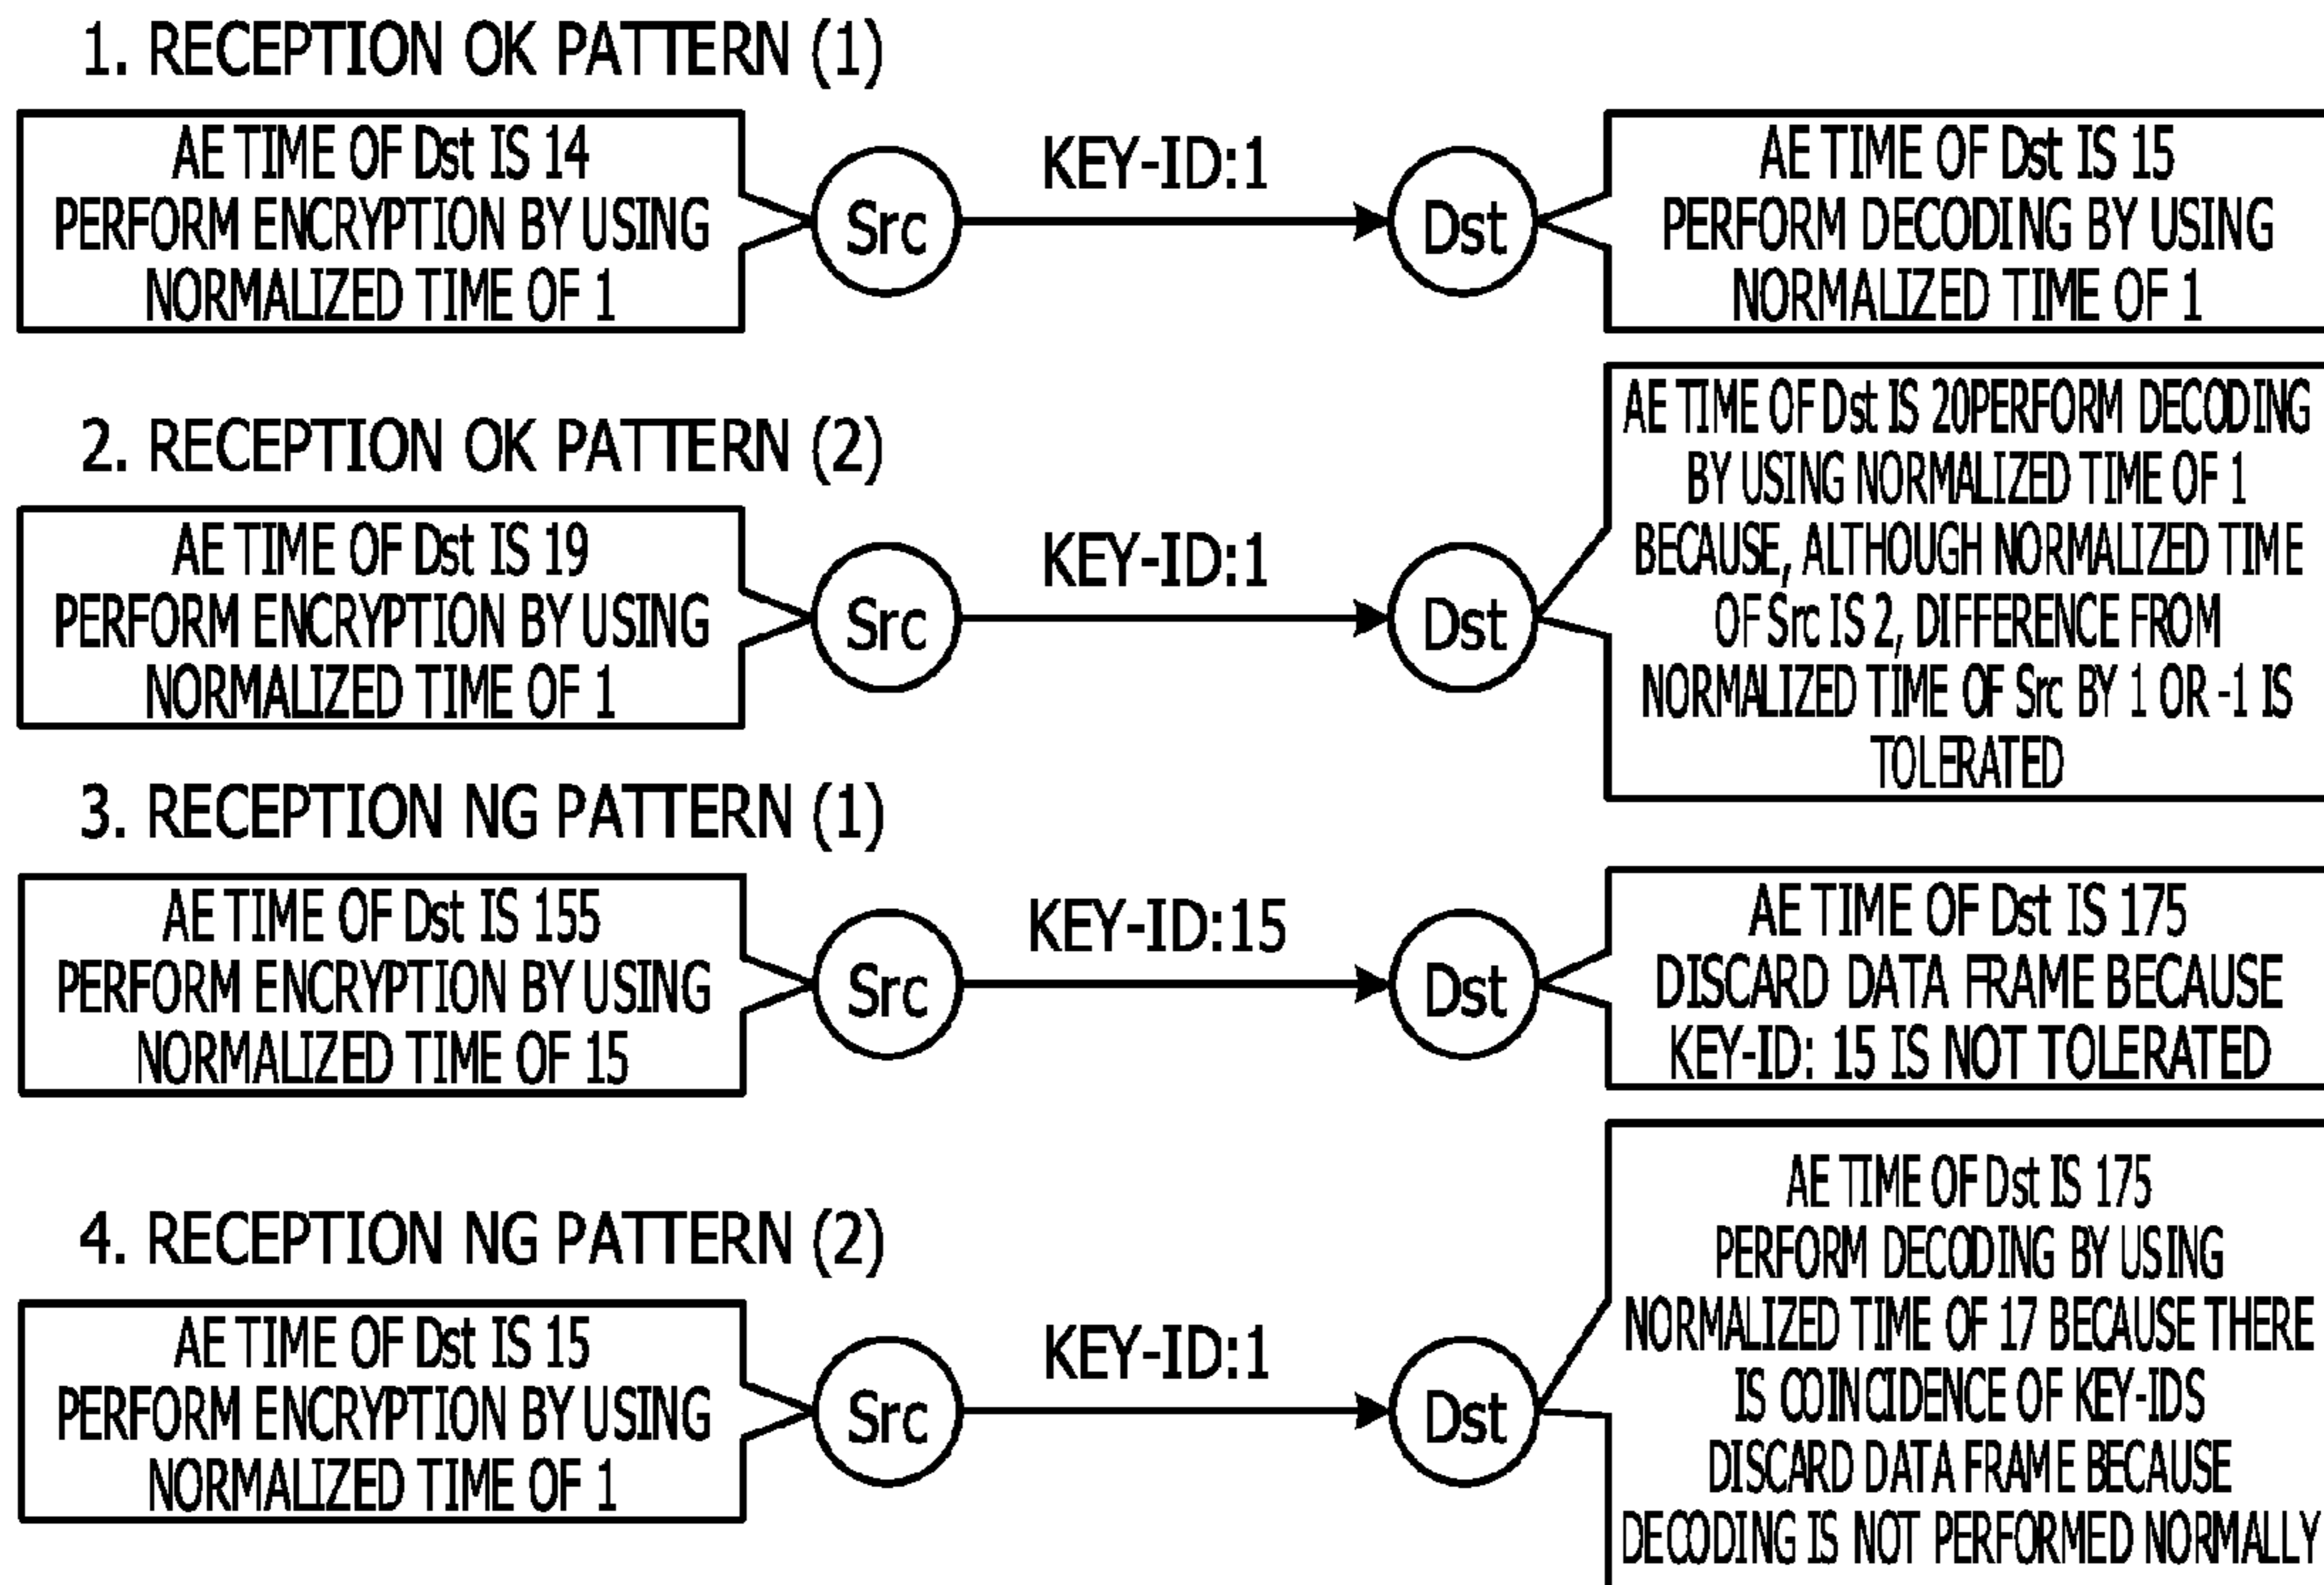 1. RECEPTION OK PATTERN (1)
AE TIME OF Dst IS 14
PERFORM ENCRYPTION BY USING
NORMALIZED TIME OF 1
Src
KEY-ID:1
Dst
AE TIME OF Dst IS 15
PERFORM DECODING BY USING
NORMALIZED TIME OF 1
2. RECEPTION OK PATTERN (2)
AE TIME OF Dst IS 19
PERFORM ENCRYPTION BY USING
NORMALIZED TIME OF 1
Src
KEY-ID:1
Dst
AE TIME OF Dst IS 20PERFORM DECODING
BY USING NORMALIZED TIME OF 1
BECAUSE, ALTHOUGH NORMALIZED TIME
OF Src IS 2, DIFFERENCE FROM
NORMALIZED TIME OF Src BY 1 OR -1 IS
TOLERATED
3. RECEPTION NG PATTERN (1)
AE TIME OF Dst IS 155
PERFORM ENCRYPTION BY USING
NORMALIZED TIME OF 15
Src
KEY-ID:15
Dst
AE TIME OF Dst IS 175
DISCARD DATA FRAME BECAUSE
KEY-ID: 15 IS NOT TOLERATED
4. RECEPTION NG PATTERN (2)
AE TIME OF Dst IS 15
PERFORM ENCRYPTION BY USING
NORMALIZED TIME OF 1
Src
KEY-ID:1
Dst
AE TIME OF Dst IS 175
PERFORM DECODING BY USING
NORMALIZED TIME OF 17 BECAUSE THERE
IS COINCIDENCE OF KEY-IDS
DISCARD DATA FRAME BECAUSE
DECODING IS NOT PERFORMED NORMALLY